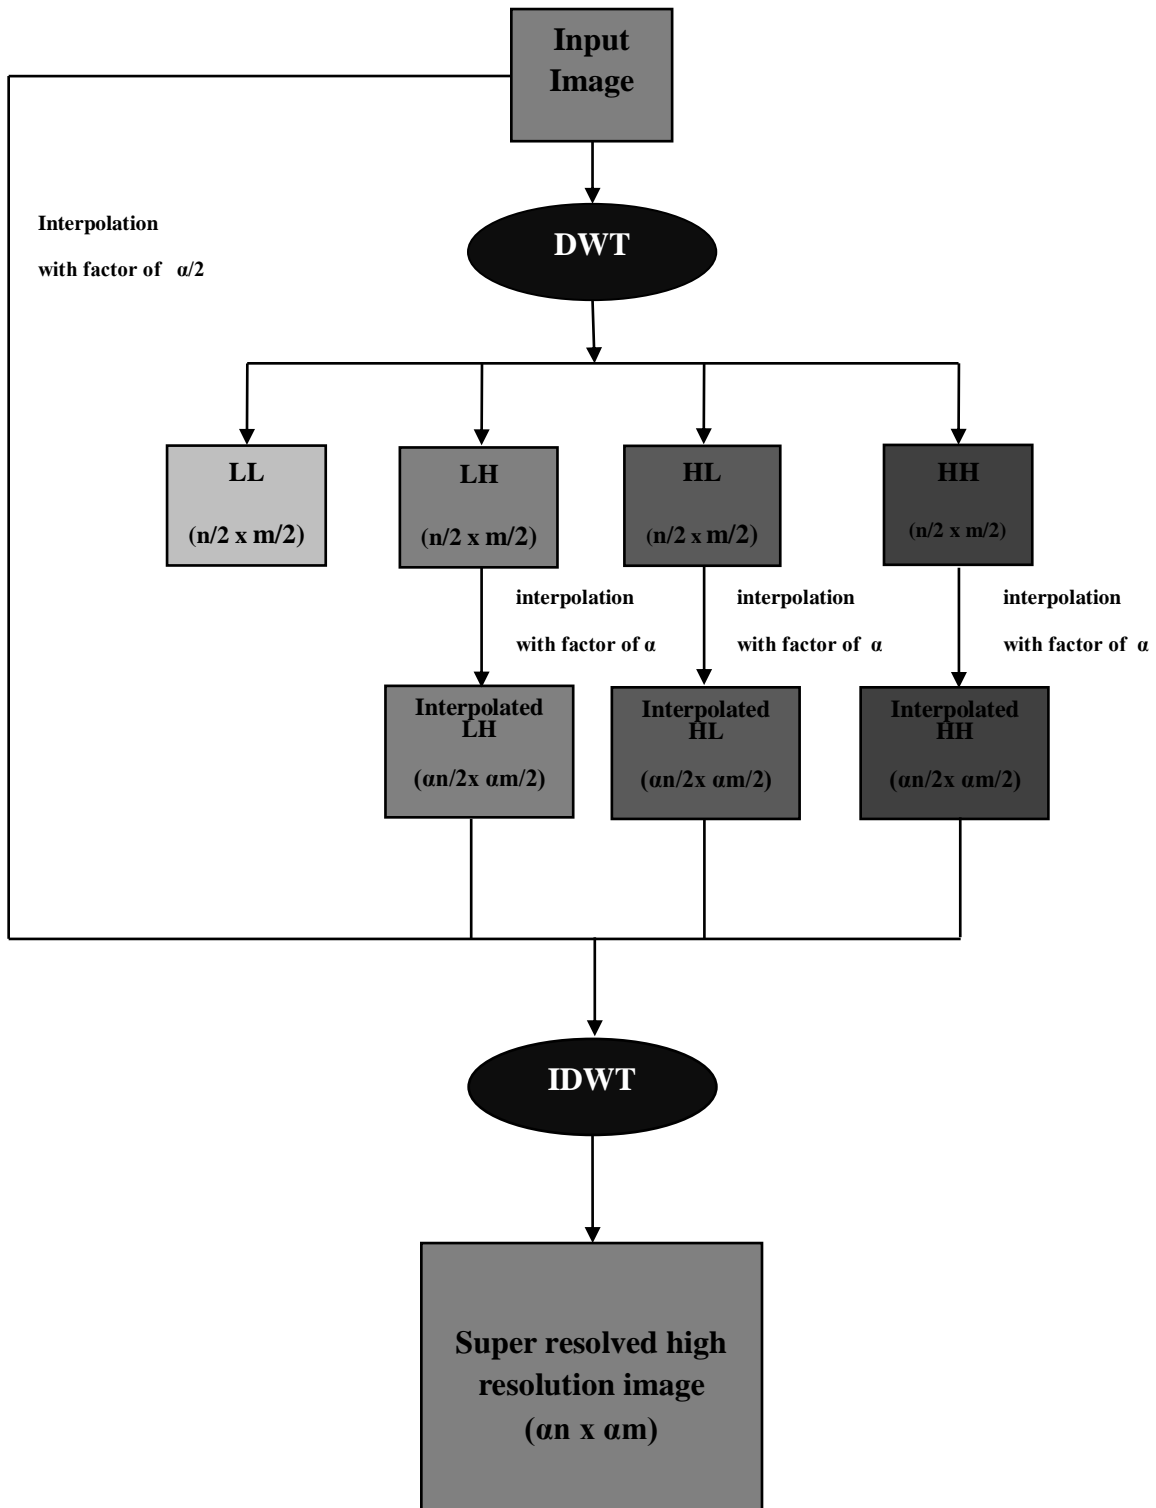 Input
Image
Interpolation
with factor of α/2
DWT
LL
(n/2 x m/2)
LH
(n/2 x m/2)
HL
(n/2 x m/2)
HH
(n/2 x m/2)
interpolation
with factor of α
interpolation
with factor of α
interpolation
with factor of α
Interpolated
LH
(αn/2x αm/2)
Interpolated
HL
(αn/2x αm/2)
Interpolated
HH
(αn/2x αm/2)
IDWT
Super resolved high
resolution image
(αn x αm)